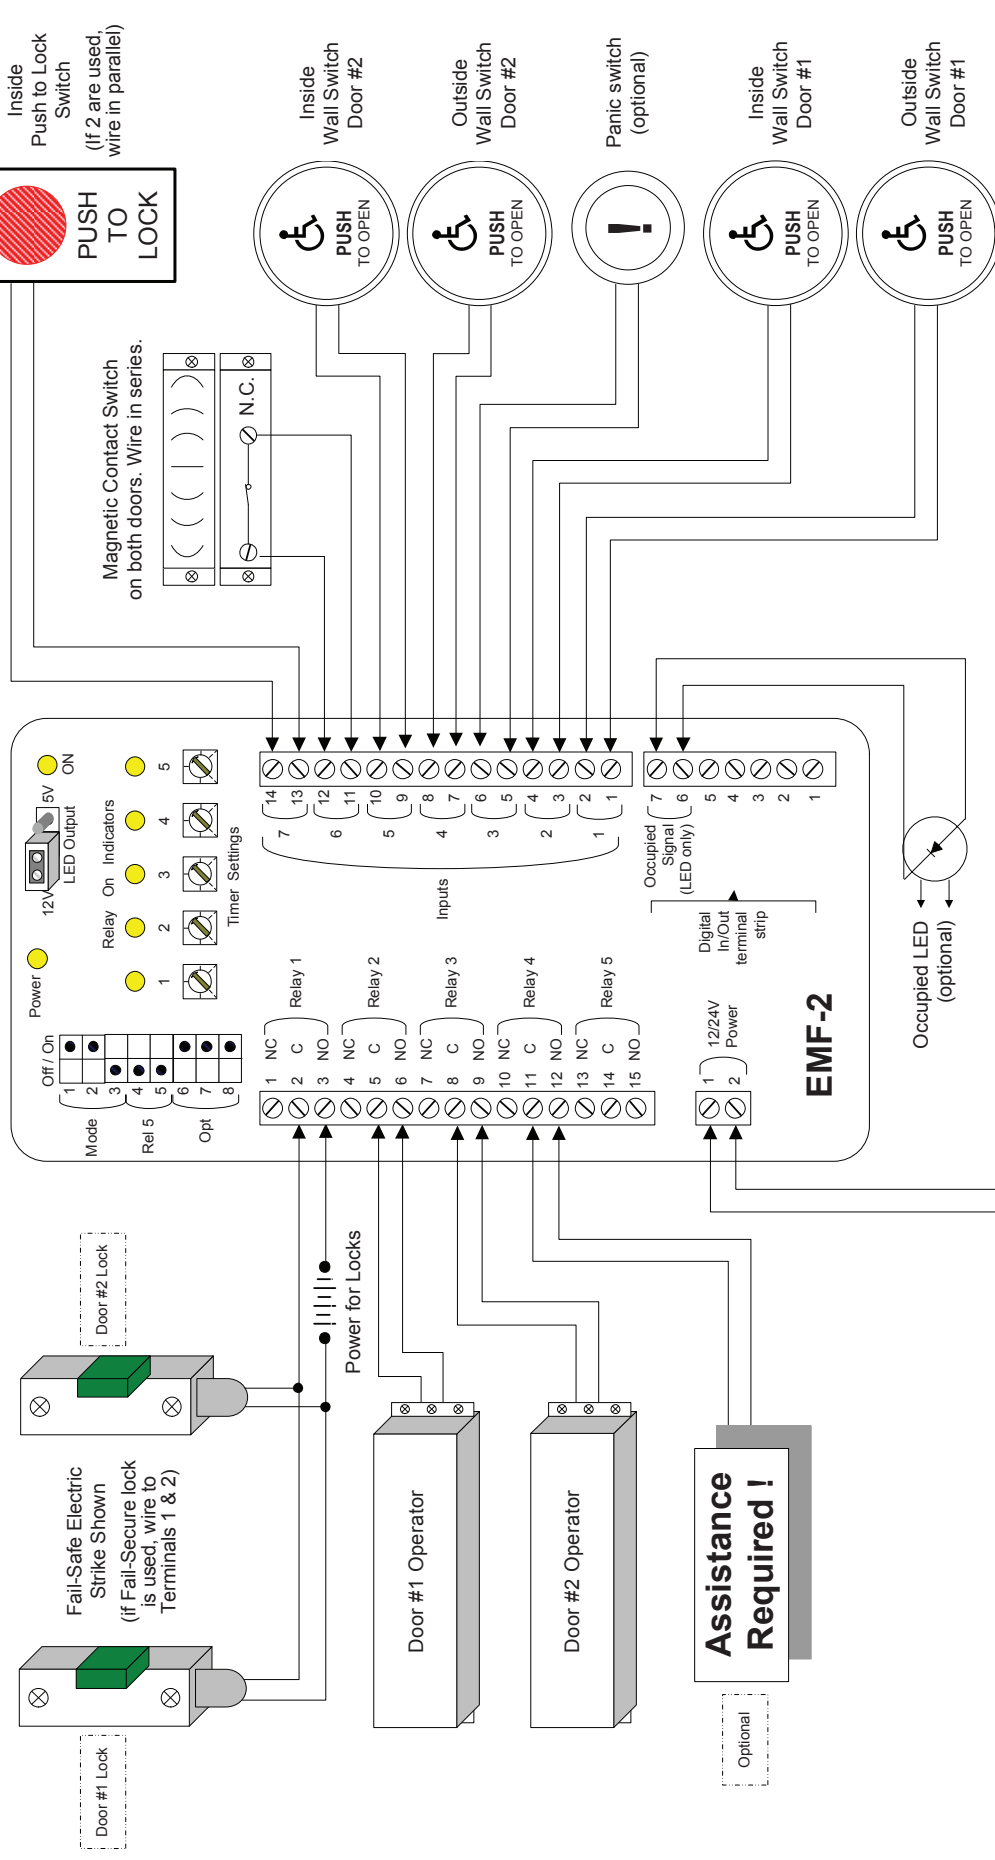 Inside
Push to Lock
Switch
(If 2 are used,
wire in parallel)
PUSH
TO
LOCK
Inside
Wall Switch
Door #2
PUSH
TO OPEN
Outside
Wall Switch
Door #2
PUSH
TO OPEN
Panic switch
(optional)
!
Inside
Wall Switch
Door #1
PUSH
TO OPEN
Outside
Wall Switch
Door #1
PUSH
TO OPEN
Magnetic Contact Switch
on both doors. Wire in series.
N.C.
Power
12V
5V
LED Output
ON
Relay On Indicators
1 2 3 4 5
Timer Settings
Off / On
1
2
3
4
5
6
7
8
Mode
Rel 5
Opt
14
13
12
11
10
9
8
7
6
5
4
3
2
1
7
6
5
4
3
2
1
Inputs
7
6
5
4
3
2
1
Occupied
Signal
(LED only)
Digital
In/Out
terminal
strip
1 NC
2 C
3 NO
Relay 1
4 NC
5 C
6 NO
Relay 2
7 NC
8 C
9 NO
Relay 3
10 NC
11 C
12 NO
Relay 4
13 NC
14 C
15 NO
Relay 5
1
2
12/24V
Power
EMF-2
Occupied LED
(optional)
Door #2 Lock
Power for Locks
Fail-Safe Electric
Strike Shown
(if Fail-Secure lock
is used, wire to
Terminals 1 & 2)
Door #1 Lock
Door #1 Operator
Door #2 Operator
Assistance
Required !
Optional